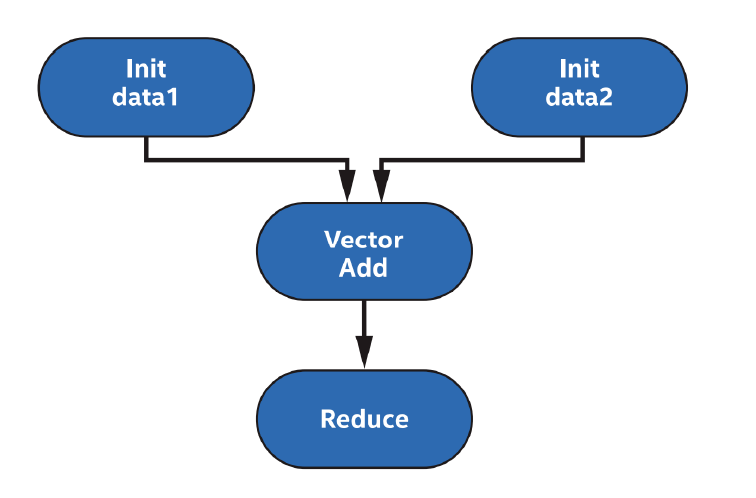 Init
data1
Init
data2
Vector
Add
Reduce